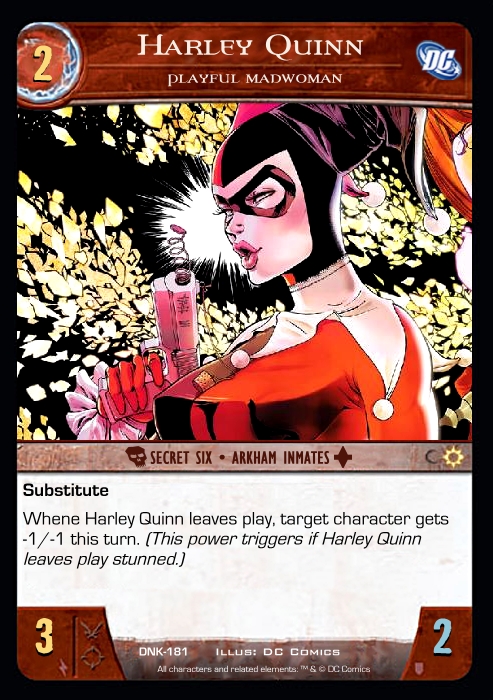 2
HARLEY QUINN
PLAYFUL MADWOMAN
DC
SECRET SIX • ARKHAM INMATES
Substitute
Whene Harley Quinn leaves play, target character gets
-1/-1 this turn. (This power triggers if Harley Quinn
leaves play stunned.)
3
2
DNK-181 ILLUS: DC COMICS
All characters and related elements: ™ & © DC Comics